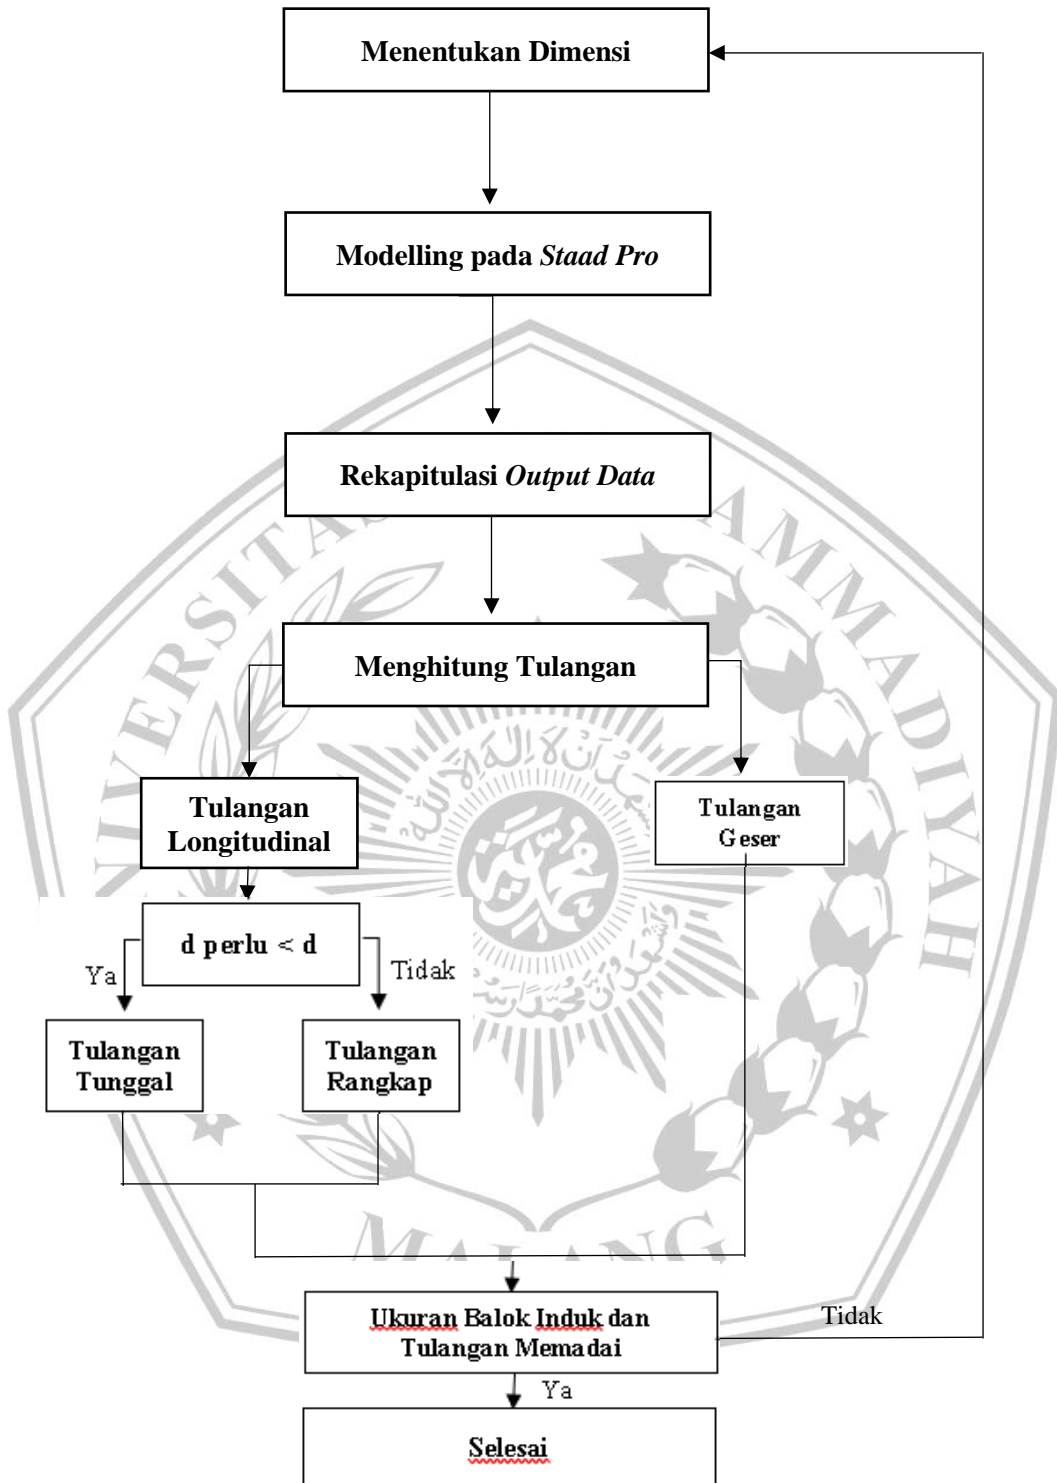 Menentukan Dimensi
Modelling pada Staad Pro
Rekapitulasi Output Data
Menghitung Tulangan
Tulangan
Longitudinal
Tulangan
Geser
d perlu < d
Ya
Tidak
Tulangan
Tunggal
Tulangan
Rangkap
MALANG
Ukuran Balok Induk dan
Tulangan Memadai
Tidak
Ya
Selesai